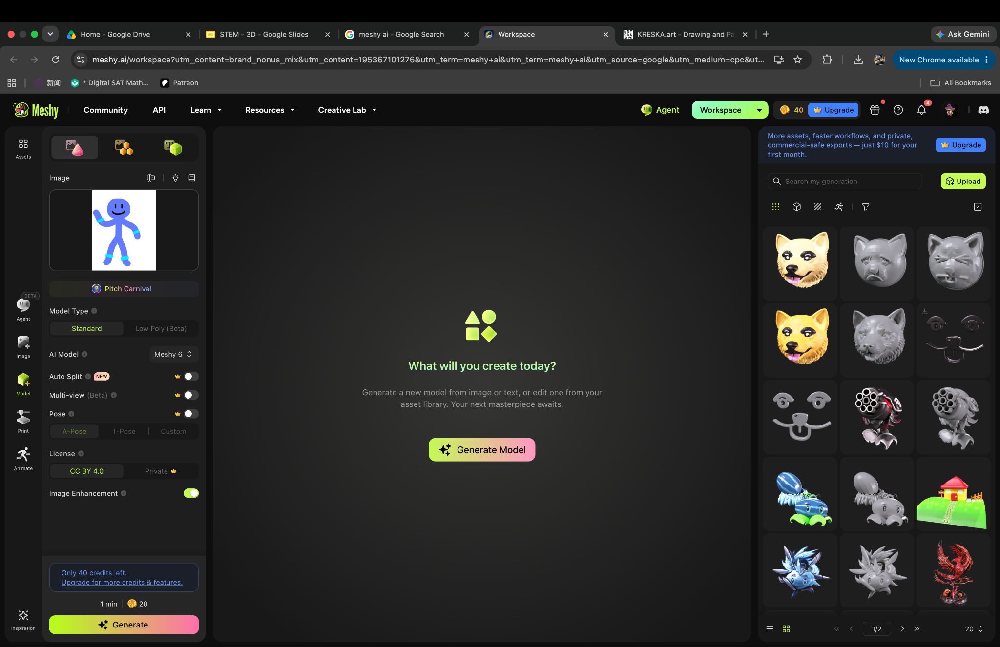 Home - Google Drive
STEM - 3D - Google Slides
meshy ai - Google Search
Workspace
KRESKA.art - Drawing and Pa
Ask Gemini
meshy.ai/workspace?utm_content=brand_nonus_mix&utm_content=195367101276&utm_term=meshy+ai&utm_term=meshy+ai&utm_source=google&utm_medium=cpc&ut...
New Chrome available
新闻
* Digital SAT Math...
Patreon
All Bookmarks
Meshy
Community
API
Learn
Resources
Creative Lab
Agent
Workspace
40
Upgrade
4
Assets
Image
Pitch Carnival
Model Type
Standard
Low Poly (Beta)
AI Model
Meshy 6
Auto Split
NEW
Multi-view (Beta)
Pose
A-Pose
T-Pose
Custom
License
CC BY 4.0
Private
Image Enhancement
Only 40 credits left.
Upgrade for more credits & features.
1 min
20
Generate
BETA
Agent
Image
Model
Print
Animate
Inspiration
What will you create today?
Generate a new model from image or text, or edit one from your
asset library. Your next masterpiece awaits.
Generate Model
More assets, faster workflows, and private,
commercial-safe exports — just $10 for your
first month.
Upgrade
Search my generation
Upload
1/2
20